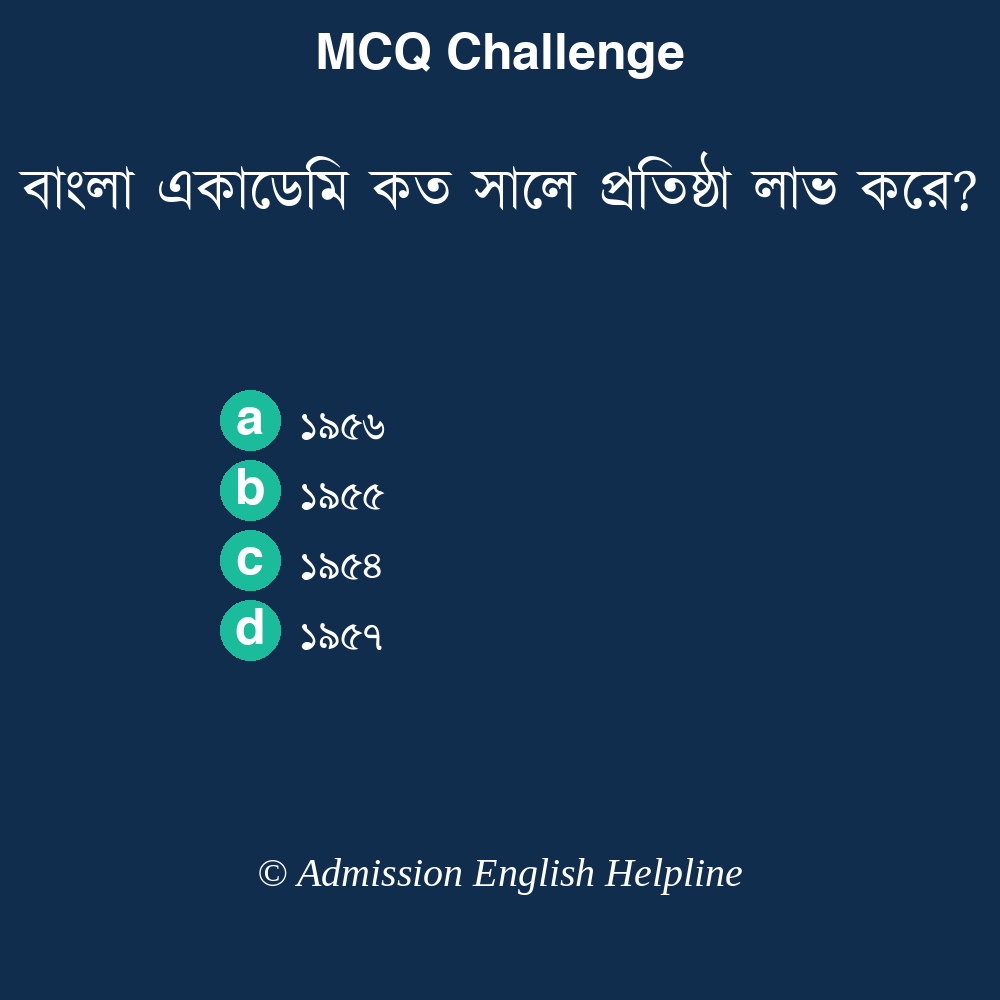 MCQ Challenge
বাংলা একাডেমি কত সালে প্রতিষ্ঠা লাভ করে?
a ১৯৫৬
b ১৯৫৫
c ১৯৫৪
d ১৯৫৭
© Admission English Helpline